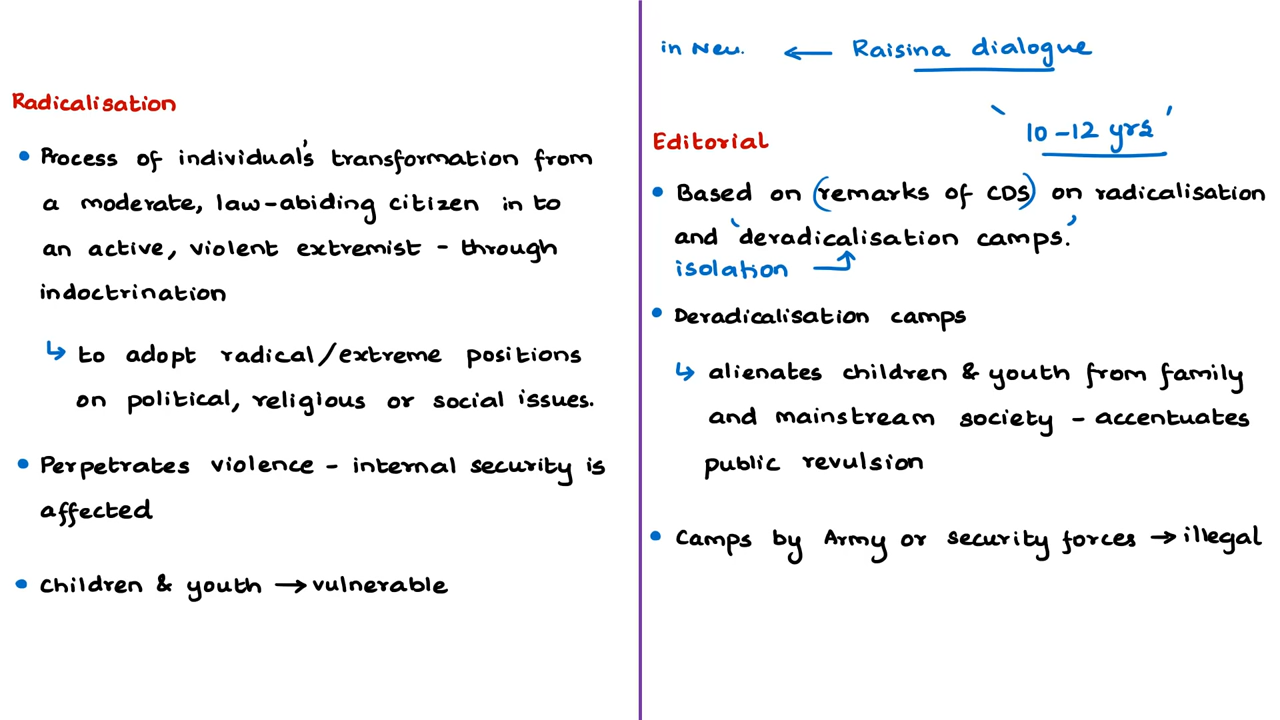 Radicalisation
• Process of individual's transformation from
a moderate, law-abiding citizen in to
an active, violent extremist - through
indoctrination
↳ to adopt radical/extreme positions
on political, religious or social issues.
• Perpetrates violence - internal security is
affected
• Children & youth → vulnerable
in New. ← Raisina dialogue
'10-12 yrs'
Editorial
• Based on (remarks of CDS) on radicalisation
and 'deradicalisation camps.'
isolation
• Deradicalisation camps
↳ alienates children & youth from family
and mainstream society - accentuates
public revulsion
• Camps by Army or security forces → illegal